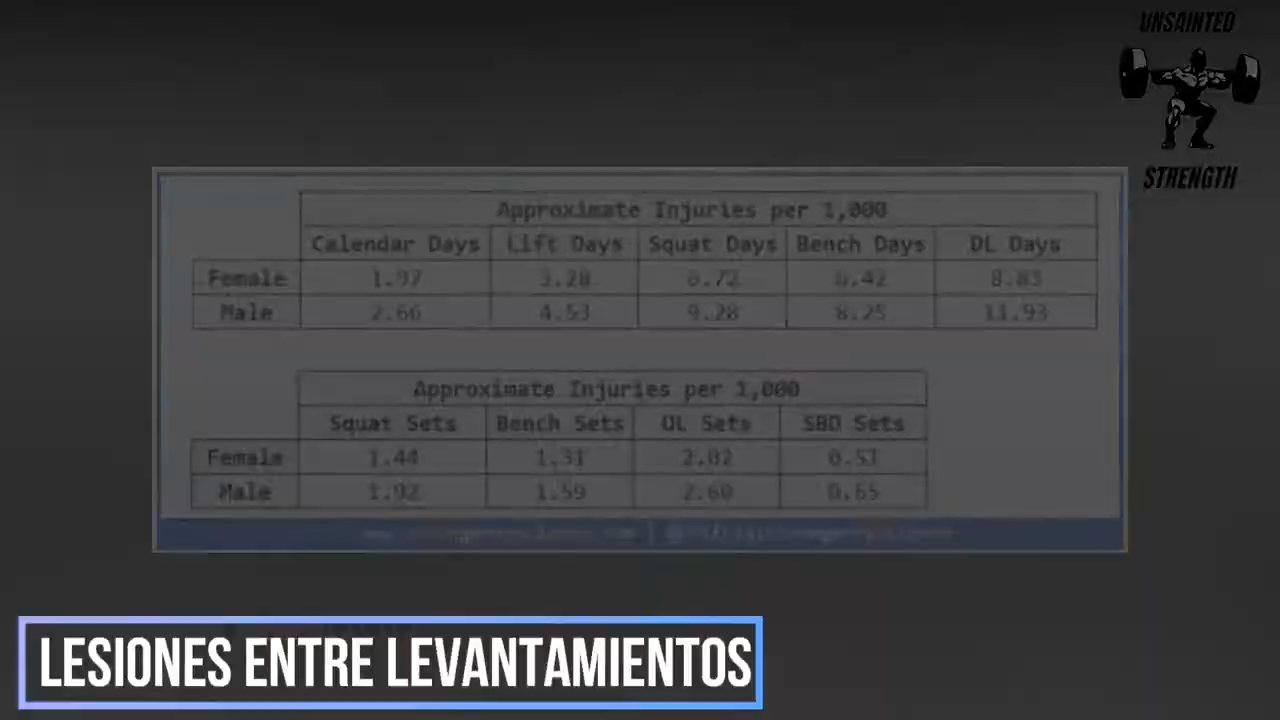 UNSAINTED
STRENGTH
Approximate Injuries per 1,000
Calendar Days Lift Days Squat Days Bench Days DL Days
Female 1.97 3.28 6.72 6.42 8.83
Male 2.66 4.53 9.28 8.25 11.93
Approximate Injuries per 1,000
Squat Sets Bench Sets DL Sets SBD Sets
Female 1.44 1.31 2.02 0.51
Male 1.92 1.59 2.60 0.65
LESIONES ENTRE LEVANTAMIENTOS